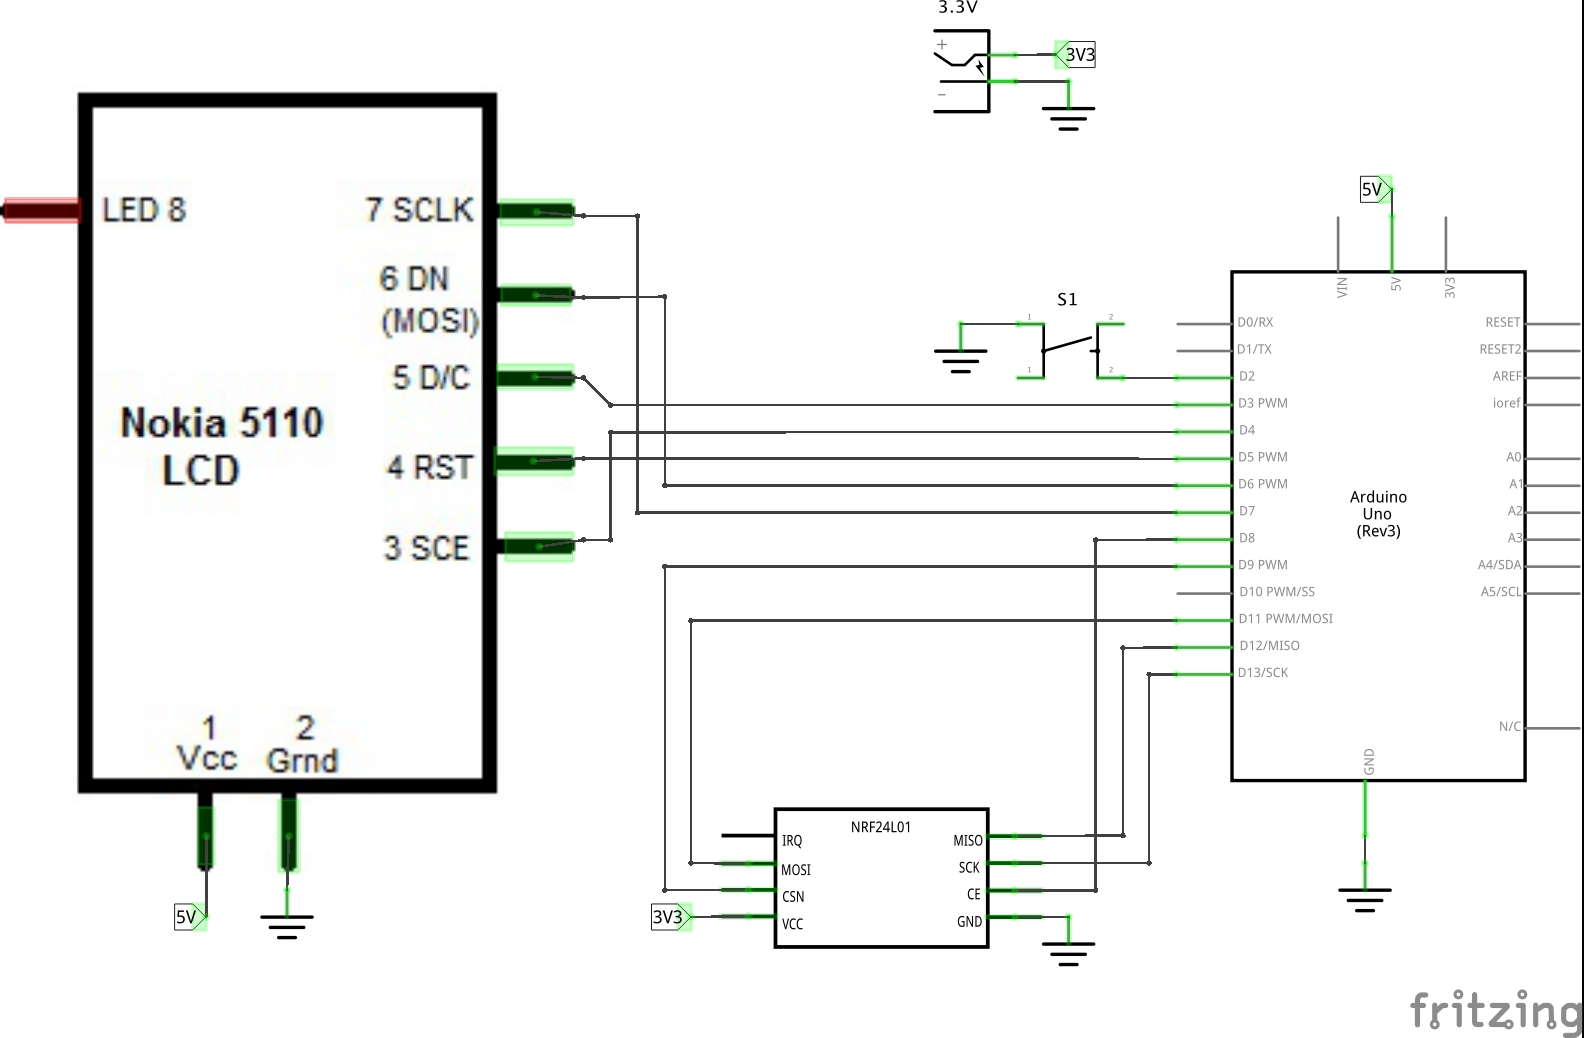 3.3V
+
3V3
-
5V
LED 8
7 SCLK
6 DN
(MOSI)
5 D/C
Nokia 5110
LCD
4 RST
3 SCE
1
Vcc
2
Grnd
5V
S1
1
2
1
2
VIN
5V
3V3
D0/RX
D1/TX
D2
D3 PWM
D4
D5 PWM
D6 PWM
D7
D8
D9 PWM
D10 PWM/SS
D11 PWM/MOSI
D12/MISO
D13/SCK
Arduino
Uno
(Rev3)
RESET
RESET2
AREF
ioref
A0
A1
A2
A3
A4/SDA
A5/SCL
N/C
GND
NRF24L01
IRQ
MOSI
CSN
VCC
MISO
SCK
CE
GND
3V3
fritzing